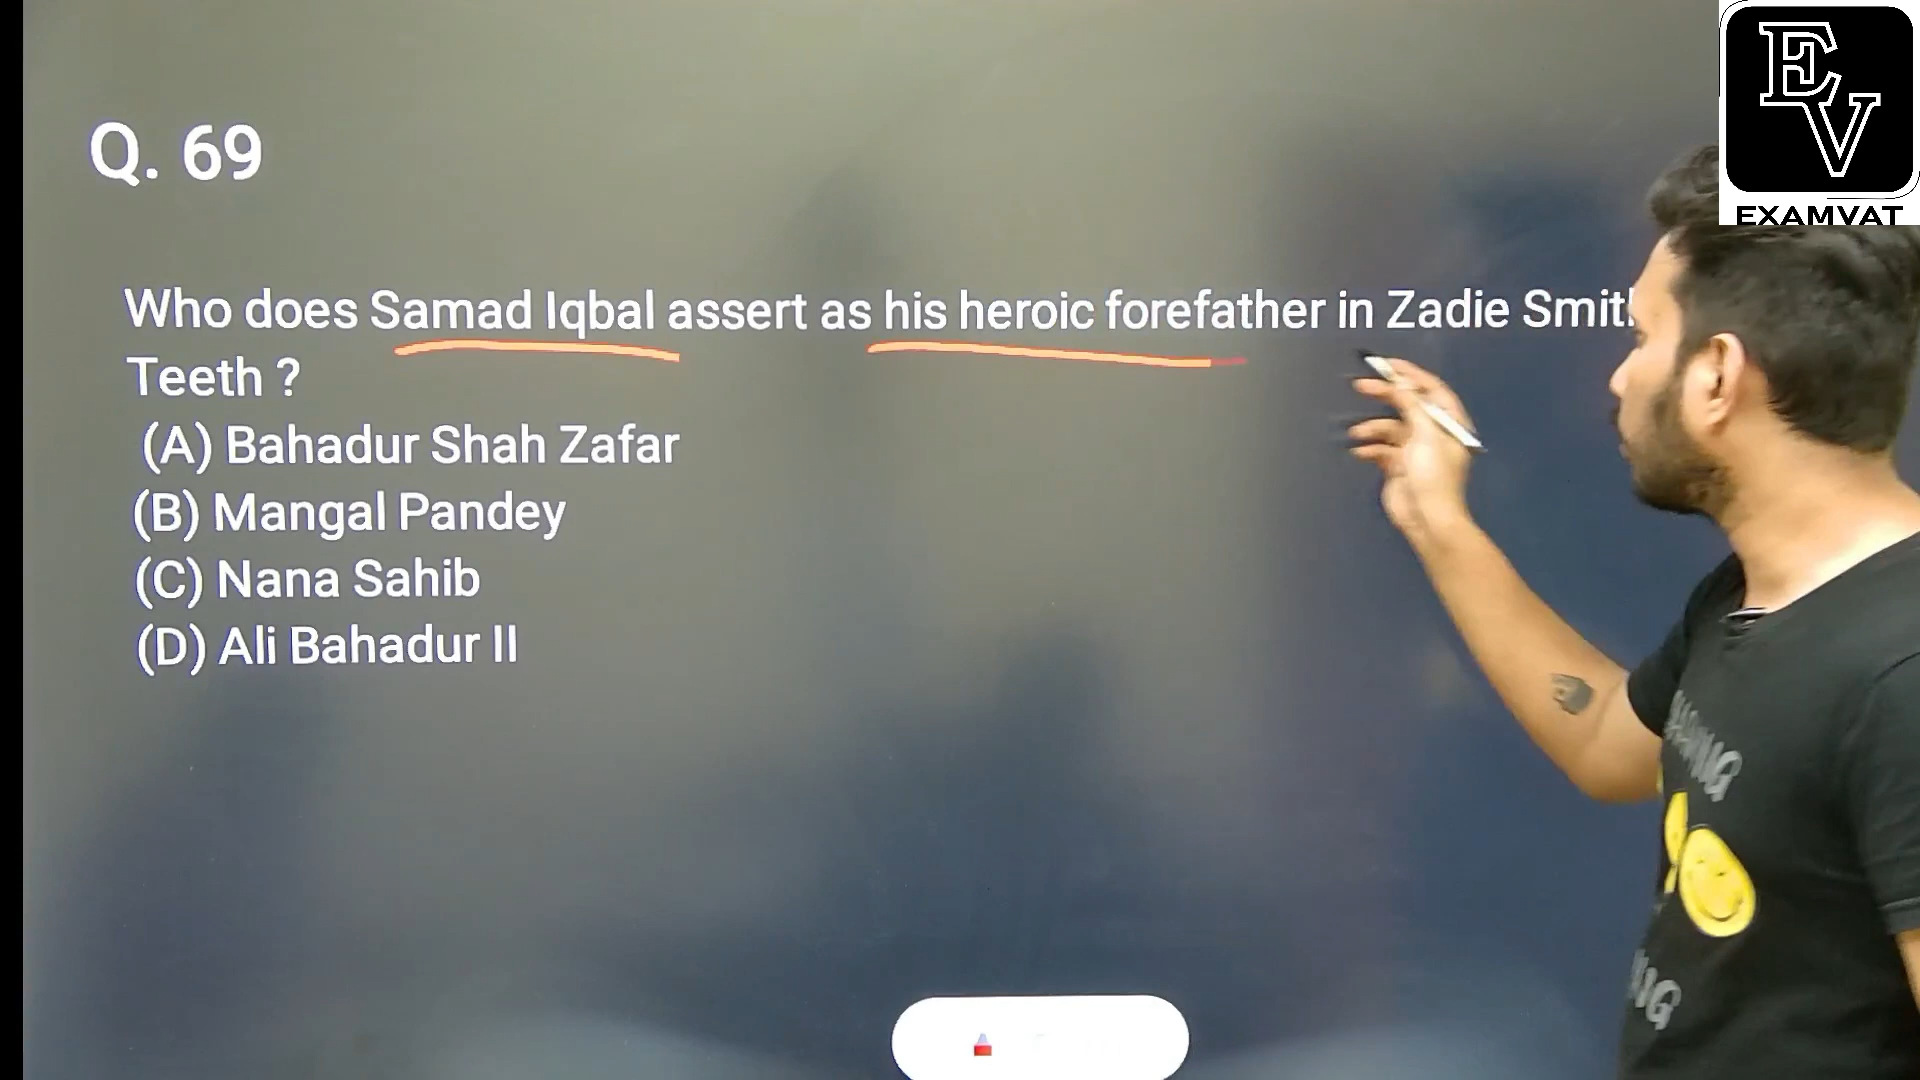 EV
EXAMVAT
Q. 69
Who does Samad Iqbal assert as his heroic forefather in Zadie
Teeth ?
(A) Bahadur Shah Zafar
(B) Mangal Pandey
(C) Nana Sahib
(D) Ali Bahadur II